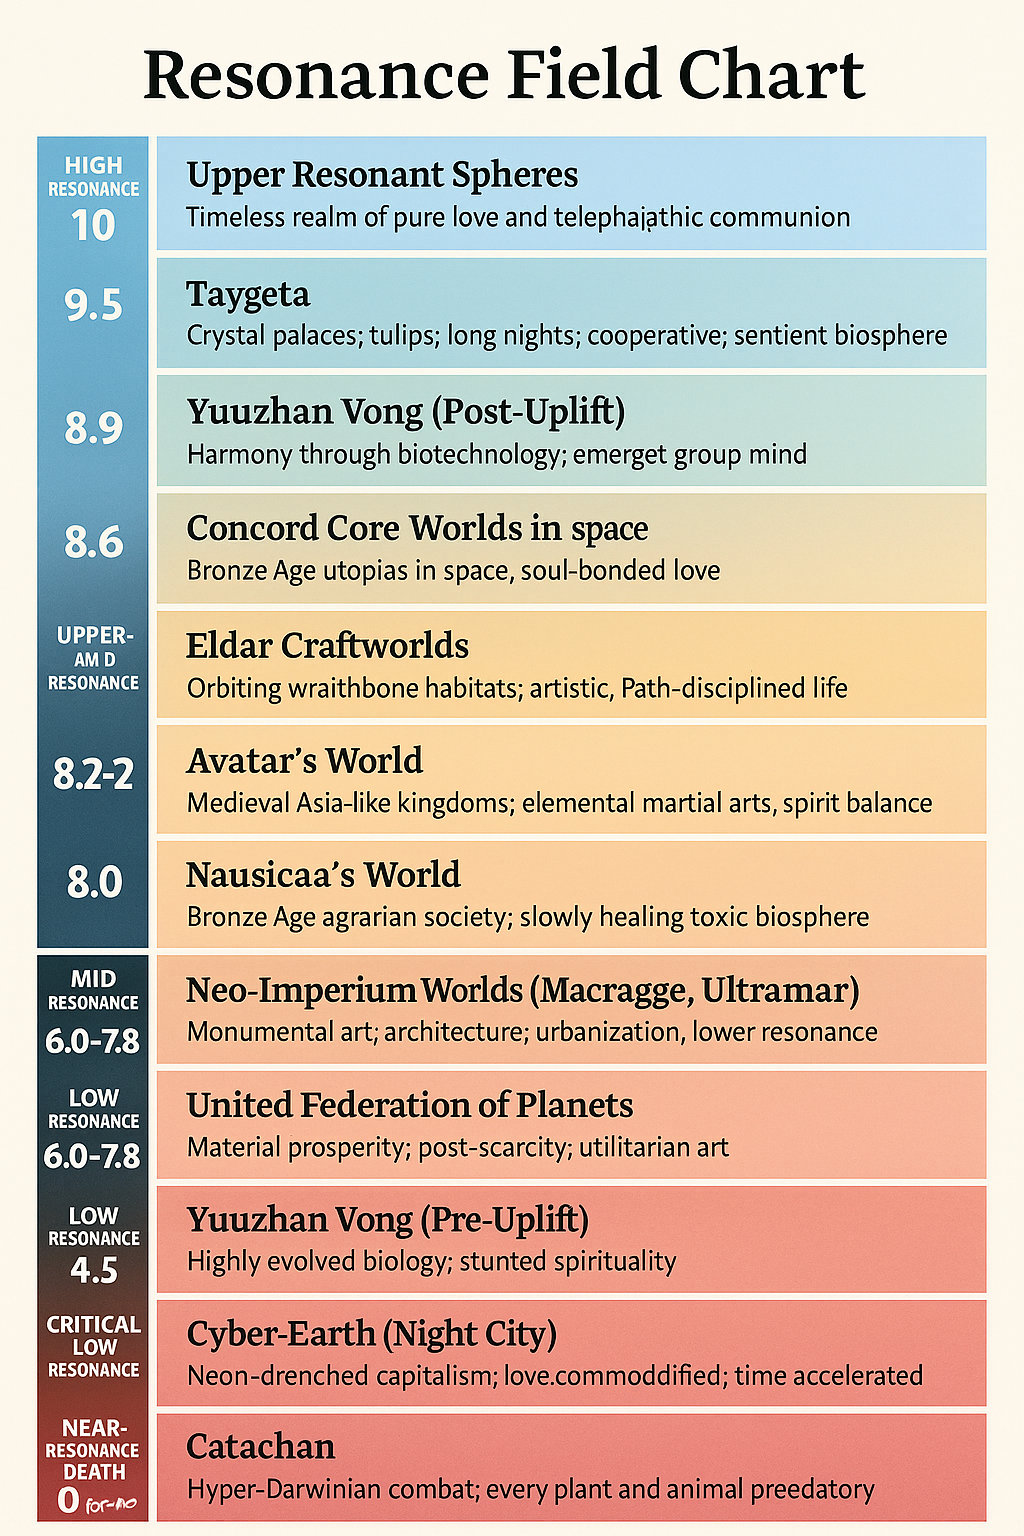 Resonance Field Chart
HIGH
RESONANCE
10
Upper Resonant Spheres
Timeless realm of pure love and telephajathic communion
9.5
Taygeta
Crystal palaces; tulips; long nights; cooperative; sentient biosphere
8.9
Yuuzhan Vong (Post-Uplift)
Harmony through biotechnology; emerget group mind
8.6
Concord Core Worlds in space
Bronze Age utopias in space, soul-bonded love
UPPER-
AM D
RESONANCE
Eldar Craftworlds
Orbiting wraithbone habitats; artistic, Path-disciplined life
8.2-2
Avatar's World
Medieval Asia-like kingdoms; elemental martial arts, spirit balance
8.0
Nausicaa's World
Bronze Age agrarian society; slowly healing toxic biosphere
MID
RESONANCE
6.0-7.8
Neo-Imperium Worlds (Macragge, Ultramar)
Monumental art; architecture; urbanization, lower resonance
LOW
RESONANCE
6.0-7.8
United Federation of Planets
Material prosperity; post-scarcity; utilitarian art
LOW
RESONANCE
4.5
Yuuzhan Vong (Pre-Uplift)
Highly evolved biology; stunted spirituality
CRITICAL
LOW
RESONANCE
Cyber-Earth (Night City)
Neon-drenched capitalism; love.commoddified; time accelerated
NEAR-
RESONANCE
DEATH
0 for-no
Catachan
Hyper-Darwinian combat; every plant and animal preedatory